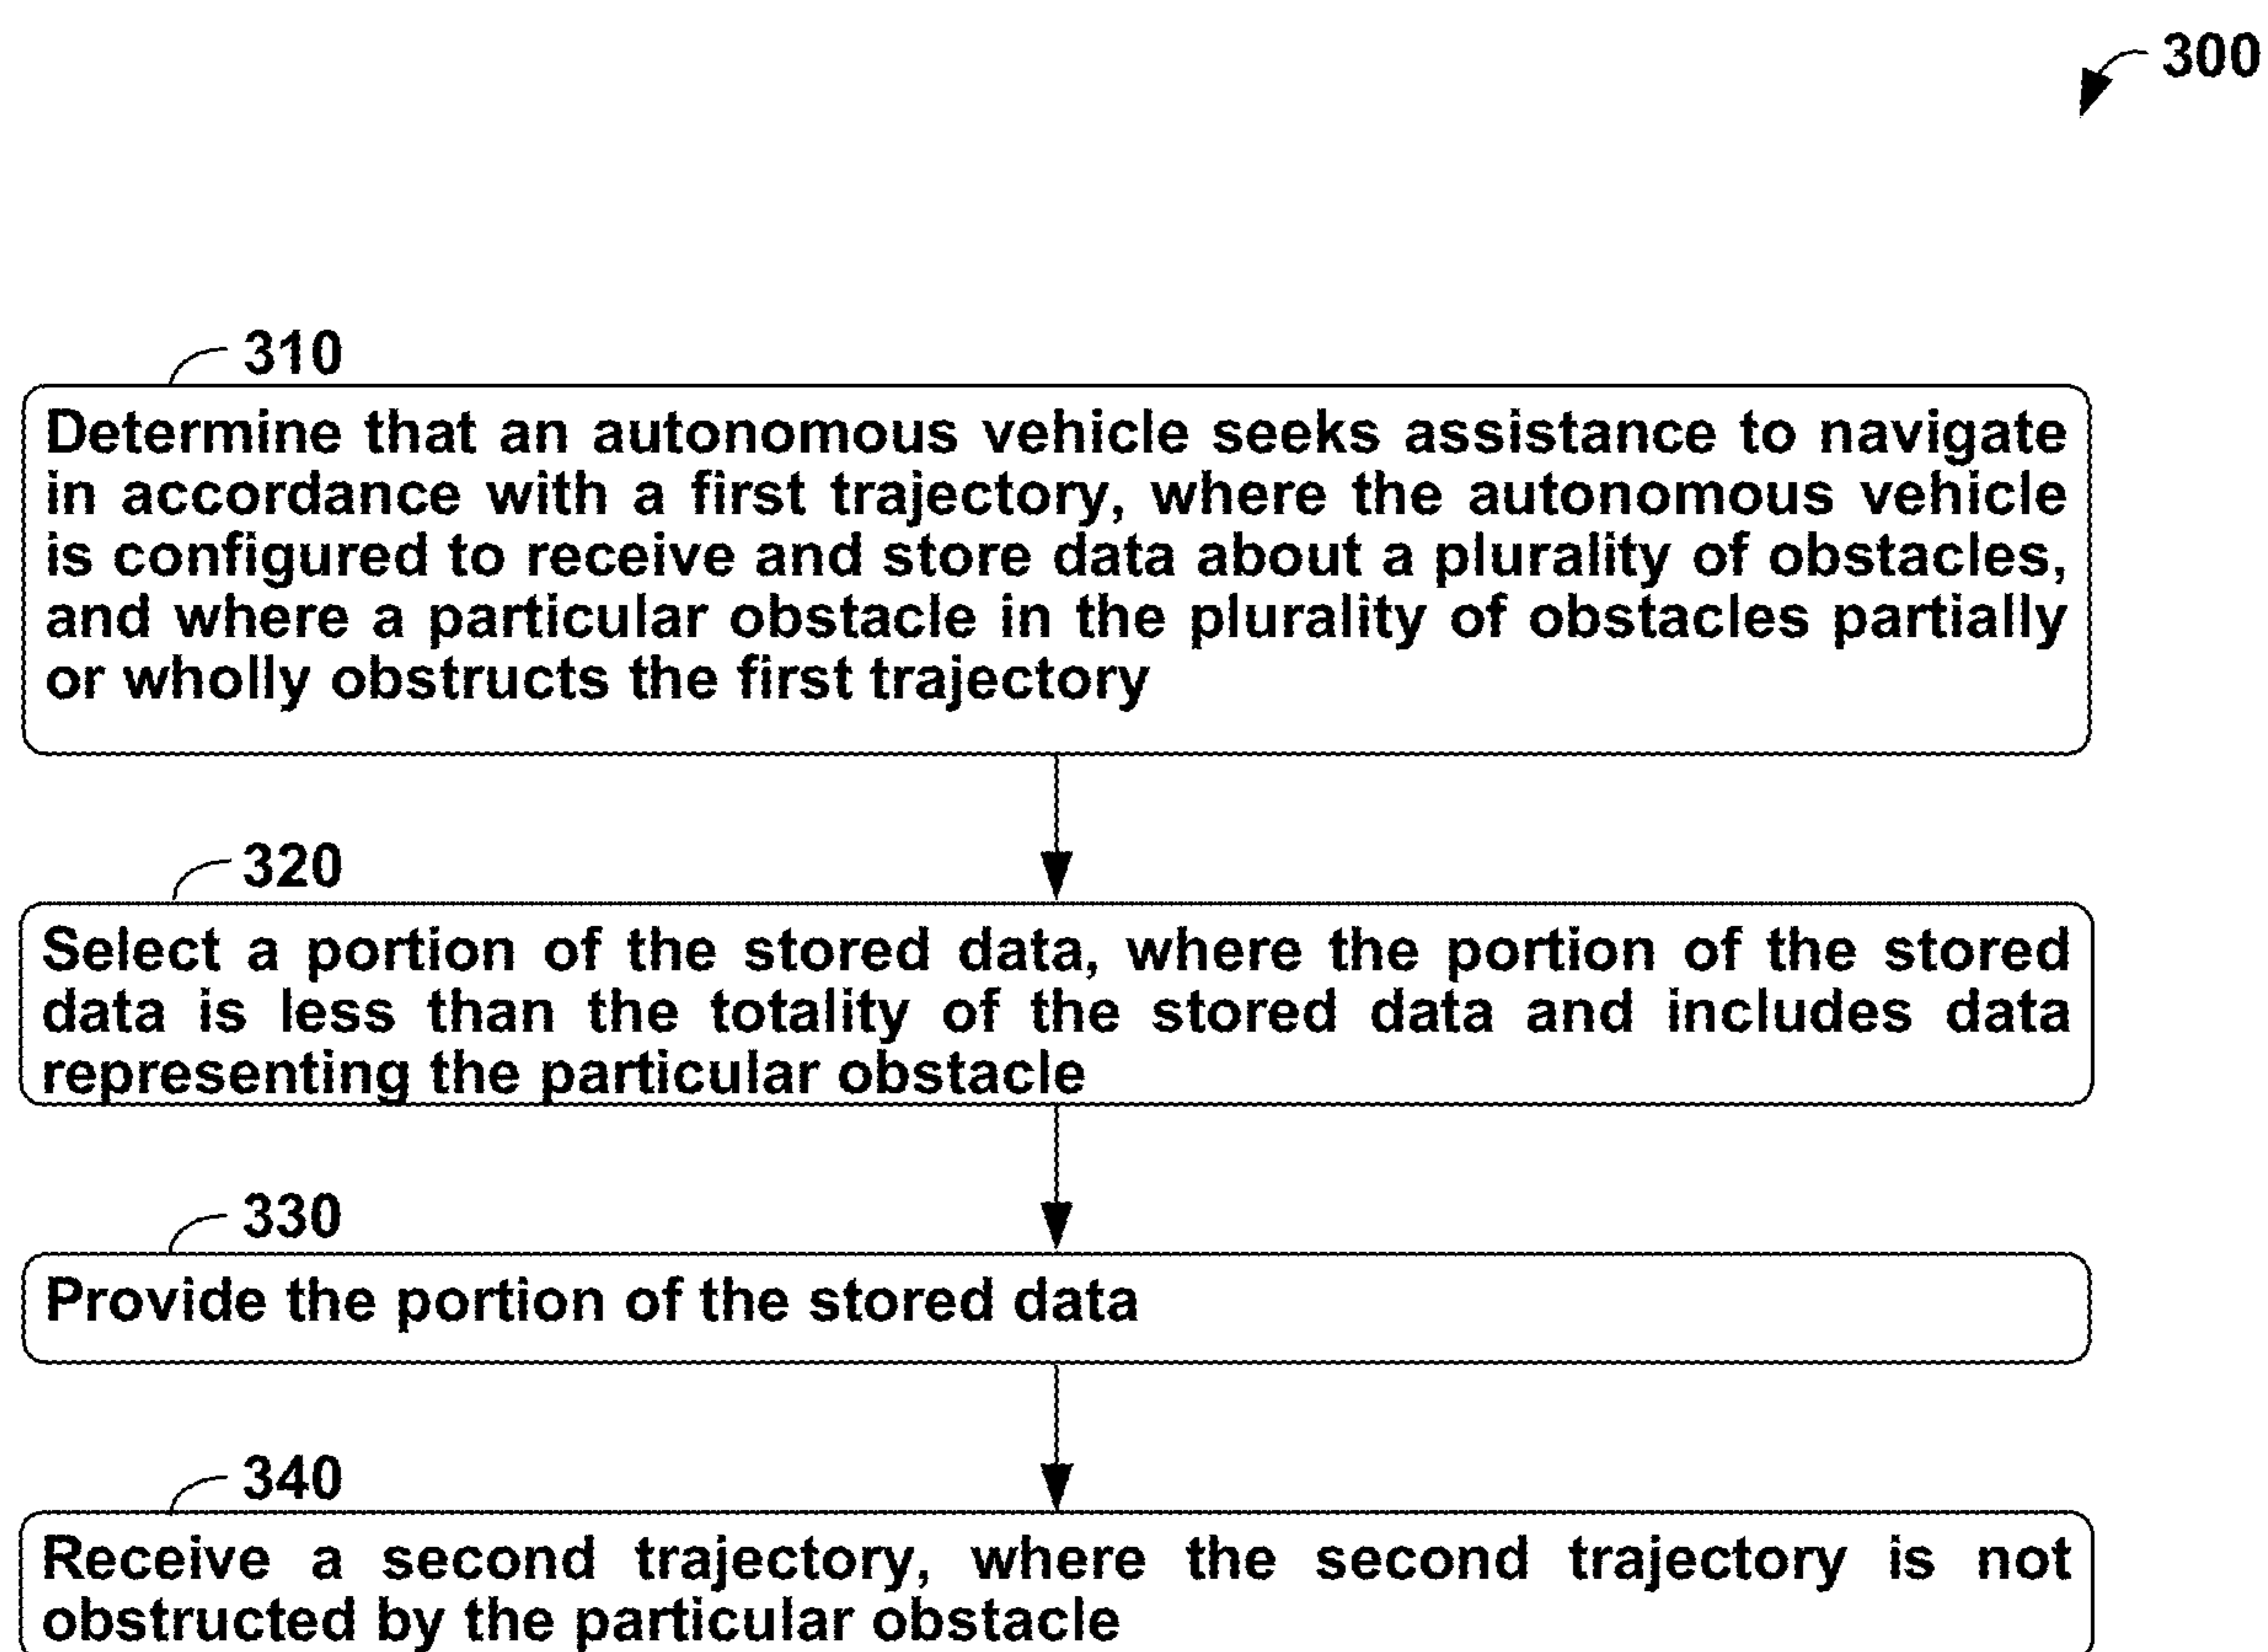 300
310
Determine that an autonomous vehicle seeks assistance to navigate
in accordance with a first trajectory, where the autonomous vehicle
is configured to receive and store data about a plurality of obstacles,
and where a particular obstacle in the plurality of obstacles partially
or wholly obstructs the first trajectory
320
Select a portion of the stored data, where the portion of the stored
data is less than the totality of the stored data and includes data
representing the particular obstacle
330
Provide the portion of the stored data
340
Receive a second trajectory, where the second trajectory is not
obstructed by the particular obstacle